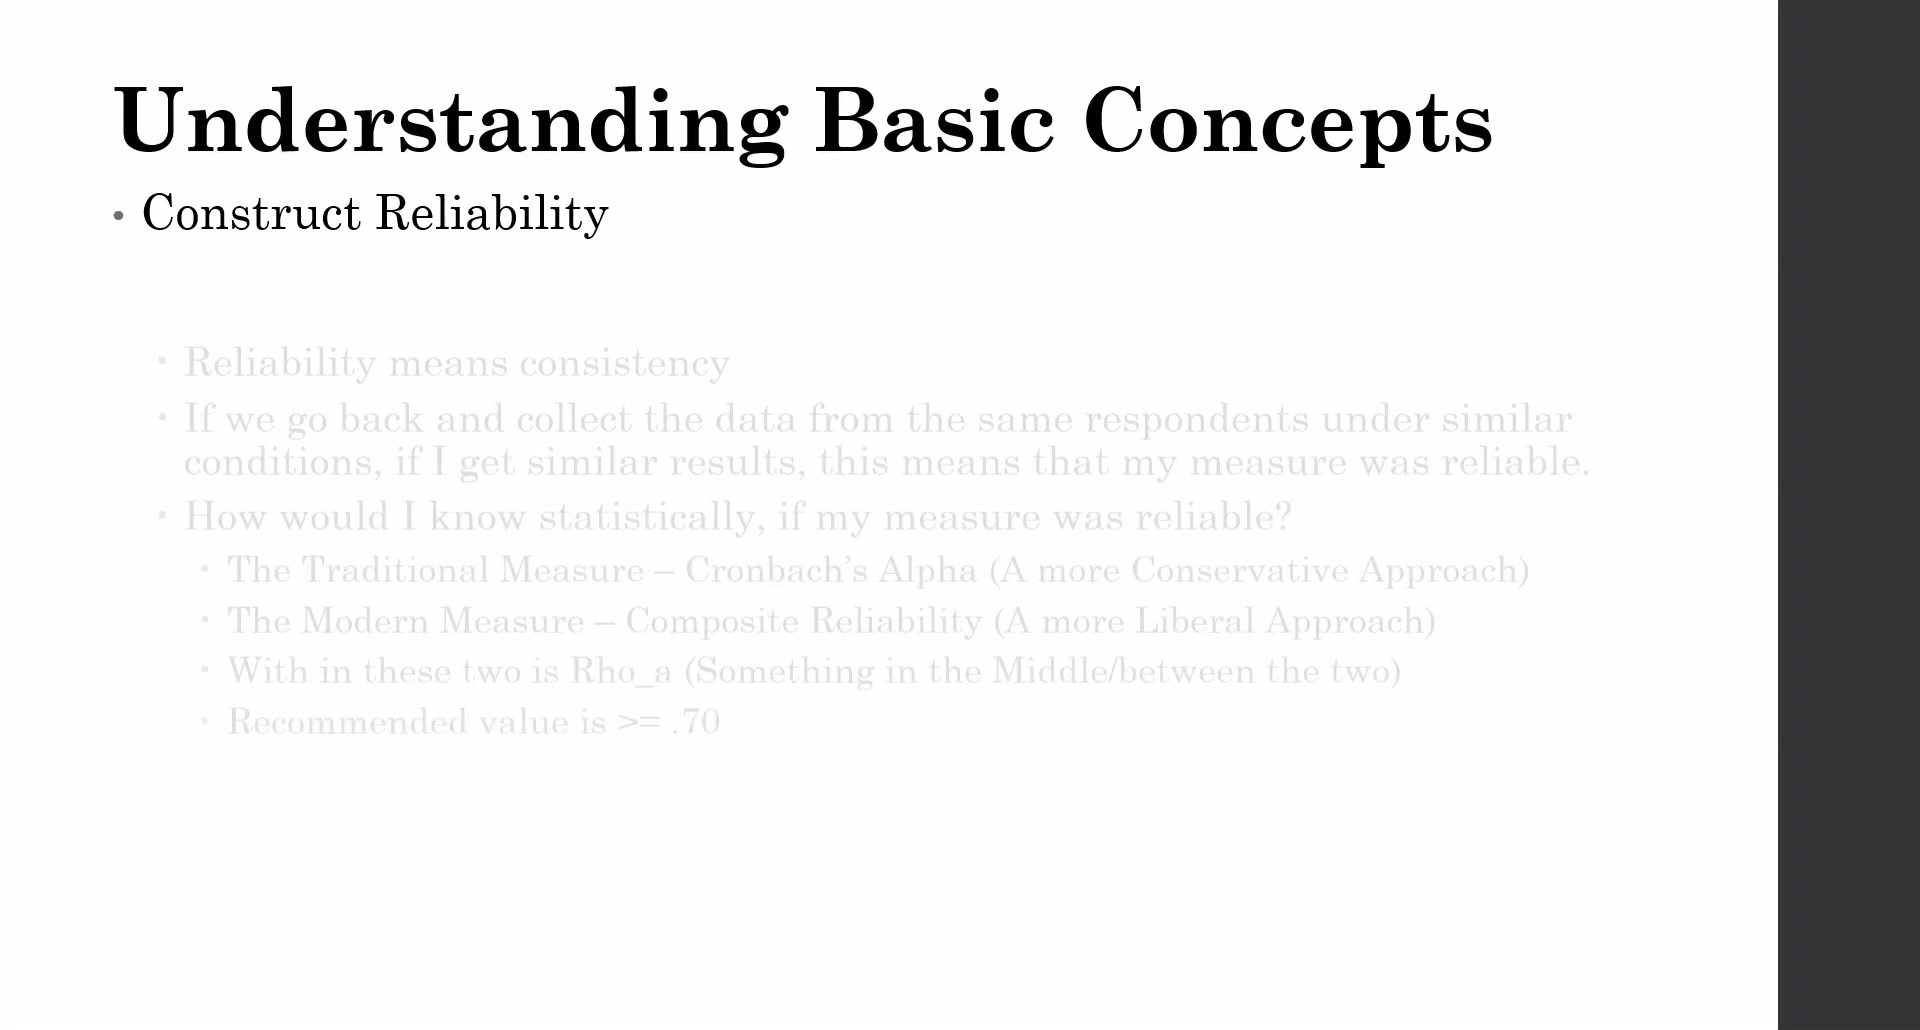 Understanding Basic Concepts
• Construct Reliability
• Reliability means consistency
• If we go back and collect the data from the same respondents under similar
conditions, if I get similar results, this means that my measure was reliable.
• How would I know statistically, if my measure was reliable?
• The Traditional Measure – Cronbach’s Alpha (A more Conservative Approach)
• The Modern Measure – Composite Reliability (A more Liberal Approach)
• With in these two is Rho_a (Something in the Middle/between the two)
• Recommended value is >= .70